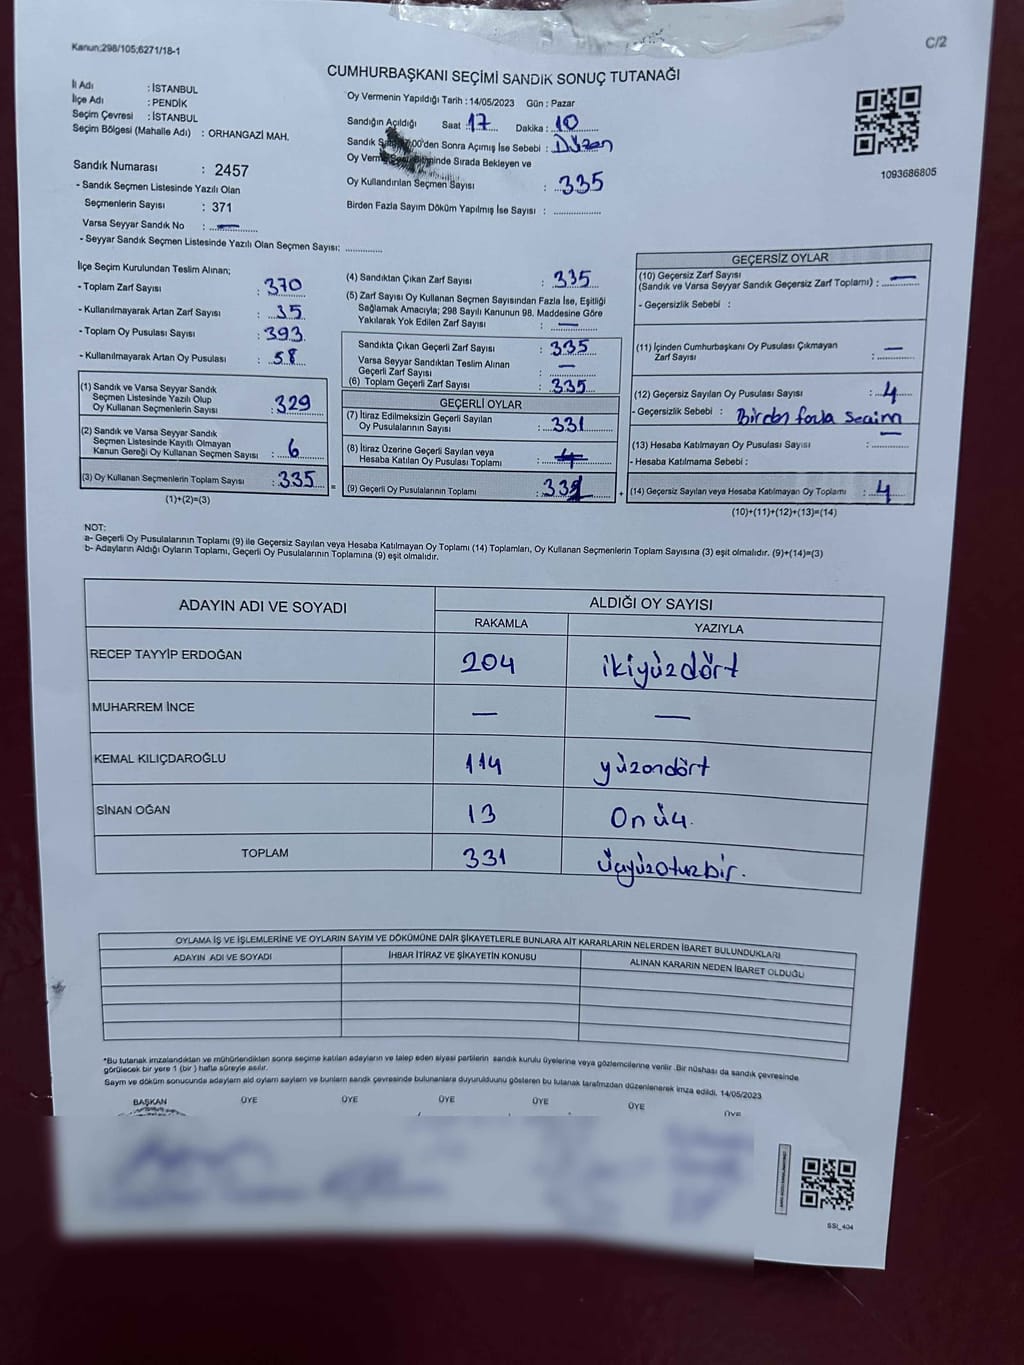 Kanun;298/105;6271/18-1
C/2
CUMHURBAŞKANI SEÇİMİ SANDIK SONUÇ TUTANAĞI
İl Adı : İSTANBUL
İlçe Adı : PENDİK
Seçim Çevresi : İSTANBUL
Seçim Bölgesi (Mahalle Adı) : ORHANGAZİ MAH.
Sandık Numarası : 2457
- Sandık Seçmen Listesinde Yazılı Olan
Seçmenlerin Sayısı : 371
Varsa Seyyar Sandık No : —
- Seyyar Sandık Seçmen Listesinde Yazılı Olan Seçmen Sayısı; ............
Oy Vermenin Yapıldığı Tarih : 14/05/2023 Gün : Pazar
Sandığın Açıldığı Saat 17 Dakika : 10
Sandık 00'den Sonra Açımış İse Sebebi : Düzen
Oy Verme Sırada Bekleyen ve
Oy Kullandırılan Seçmen Sayısı : 335
Birden Fazla Sayım Döküm Yapılmış İse Sayısı : ............
1093686805
İlçe Seçim Kurulundan Teslim Alınan;
- Toplam Zarf Sayısı : 370
- Kullanılmayarak Artan Zarf Sayısı : 35
- Toplam Oy Pusulası Sayısı : 393
- Kullanılmayarak Artan Oy Pusulası : 58
(1) Sandık ve Varsa Seyyar Sandık
Seçmen Listesinde Yazılı Olup
Oy Kullanan Seçmenlerin Sayısı : 329
(2) Sandık ve Varsa Seyyar Sandık
Seçmen Listesinde Kayıtlı Olmayan
Kanun Gereği Oy Kullanan Seçmen Sayısı : 6
(3) Oy Kullanan Seçmenlerin Toplam Sayısı : 335 =
(1)+(2)=(3)
(4) Sandıktan Çıkan Zarf Sayısı : 335
(5) Zarf Sayısı Oy Kullanan Seçmen Sayısından Fazla İse, Eşitliği
Sağlamak Amacıyla; 298 Sayılı Kanunun 98. Maddesine Göre
Yakılarak Yok Edilen Zarf Sayısı : —
Sandıkta Çıkan Geçerli Zarf Sayısı : 335
Varsa Seyyar Sandıktan Teslim Alınan
Geçerli Zarf Sayısı : —
(6) Toplam Geçerli Zarf Sayısı : 335
GEÇERLİ OYLAR
(7) İtiraz Edilmeksizin Geçerli Sayılan
Oy Pusulalarının Sayısı : 331
(8) İtiraz Üzerine Geçerli Sayılan veya
Hesaba Katılan Oy Pusulası Toplamı : 4
(9) Geçerli Oy Pusulalarının Toplamı : 331 +
GEÇERSİZ OYLAR
(10) Geçersiz Zarf Sayısı
(Sandık ve Varsa Seyyar Sandık Geçersiz Zarf Toplamı) : —
- Geçersizlik Sebebi :
(11) İçinden Cumhurbaşkanı Oy Pusulası Çıkmayan
Zarf Sayısı : —
(12) Geçersiz Sayılan Oy Pusulası Sayısı : 4
- Geçersizlik Sebebi : Birden fazla seçim
(13) Hesaba Katılmayan Oy Pusulası Sayısı : —
- Hesaba Katılmama Sebebi :
(14) Geçersiz Sayılan veya Hesaba Katılmayan Oy Toplamı : 4
(10)+(11)+(12)+(13)=(14)
NOT:
a- Geçerli Oy Pusulalarının Toplamı (9) ile Geçersiz Sayılan veya Hesaba Katılmayan Oy Toplamı (14) Toplamları, Oy Kullanan Seçmenlerin Toplam Sayısına (3) eşit olmalıdır. (9)+(14)=(3)
b- Adayların Aldığı Oyların Toplamı, Geçerli Oy Pusulalarının Toplamına (9) eşit olmalıdır.
ADAYIN ADI VE SOYADI
ALDIĞI OY SAYISI
RAKAMLA YAZIYLA
RECEP TAYYİP ERDOĞAN 204 ikiyüzdört
MUHARREM İNCE — —
KEMAL KILIÇDAROĞLU 114 yüzondört
SİNAN OĞAN 13 Onüç.
TOPLAM 331 üçyüzotuzbir.
OYLAMA İŞ VE İŞLEMLERİNE VE OYLARIN SAYIM VE DÖKÜMÜNE DAİR ŞİKAYETLERLE BUNLARA AİT KARARLARIN NELERDEN İBARET BULUNDUKLARI
ADAYIN ADI VE SOYADI İHBAR İTİRAZ VE ŞİKAYETİN KONUSU ALINAN KARARIN NEDEN İBARET OLDUĞU
*Bu tutanak imzalandıktan ve mühürlendikten sonra seçime katılan adayların ve talep eden siyasi partilerin sandık kurulu üyelerine veya gözlemcilerine verilir .Bir nüshası da sandık çevresinde
görülecek bir yere 1 (bir ) hafta süreyle asılır.
Sayım ve döküm sonucunda adayların ald oyların sayların ve bunların sandık çevresinde bulunanlara duyurulduunu gösteren bu tutanak tarafmzdan düzenlenerek imza edildi. 14/05/2023
BAŞKAN ÜYE ÜYE ÜYE ÜYE ÜYE ÜYE
SSI_404